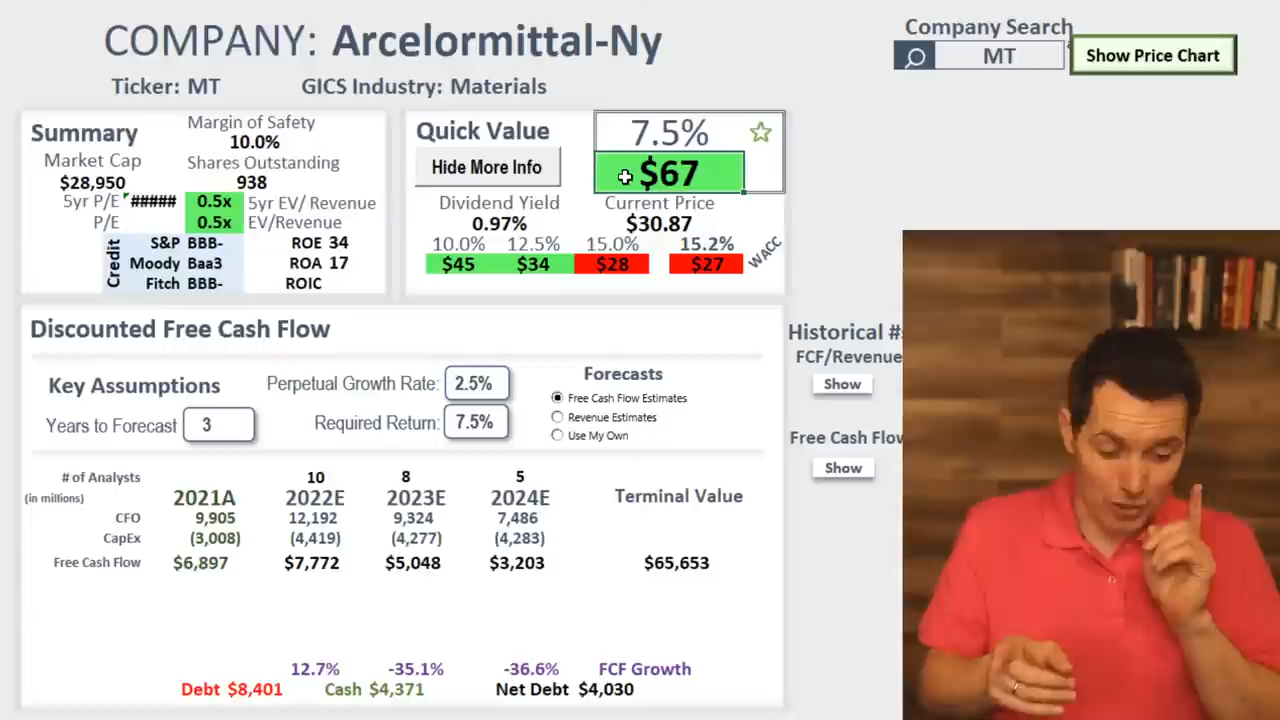 COMPANY: Arcelormittal-Ny
Ticker: MT GICS Industry: Materials
Company Search
MT
Show Price Chart
Summary
Margin of Safety
10.0%
Market Cap Shares Outstanding
$28,950 938
5yr P/E ##### 0.5x 5yr EV/ Revenue
P/E 0.5x EV/Revenue
Credit
S&P BBB- ROE 34
Moody Baa3 ROA 17
Fitch BBB- ROIC
Quick Value 7.5%
Hide More Info $67
Dividend Yield Current Price
0.97% $30.87
10.0% 12.5% 15.0% 15.2%
$45 $34 $28 $27 WACC
Discounted Free Cash Flow
Key Assumptions
Years to Forecast 3
Perpetual Growth Rate: 2.5%
Required Return: 7.5%
Forecasts
Free Cash Flow Estimates
Revenue Estimates
Use My Own
# of Analysts 10 8 5
(in millions) 2021A 2022E 2023E 2024E Terminal Value
CFO 9,905 12,192 9,324 7,486
CapEx (3,008) (4,419) (4,277) (4,283)
Free Cash Flow $6,897 $7,772 $5,048 $3,203 $65,653
12.7% -35.1% -36.6% FCF Growth
Debt $8,401 Cash $4,371 Net Debt $4,030
Historical #
FCF/Revenue
Show
Free Cash Flow
Show